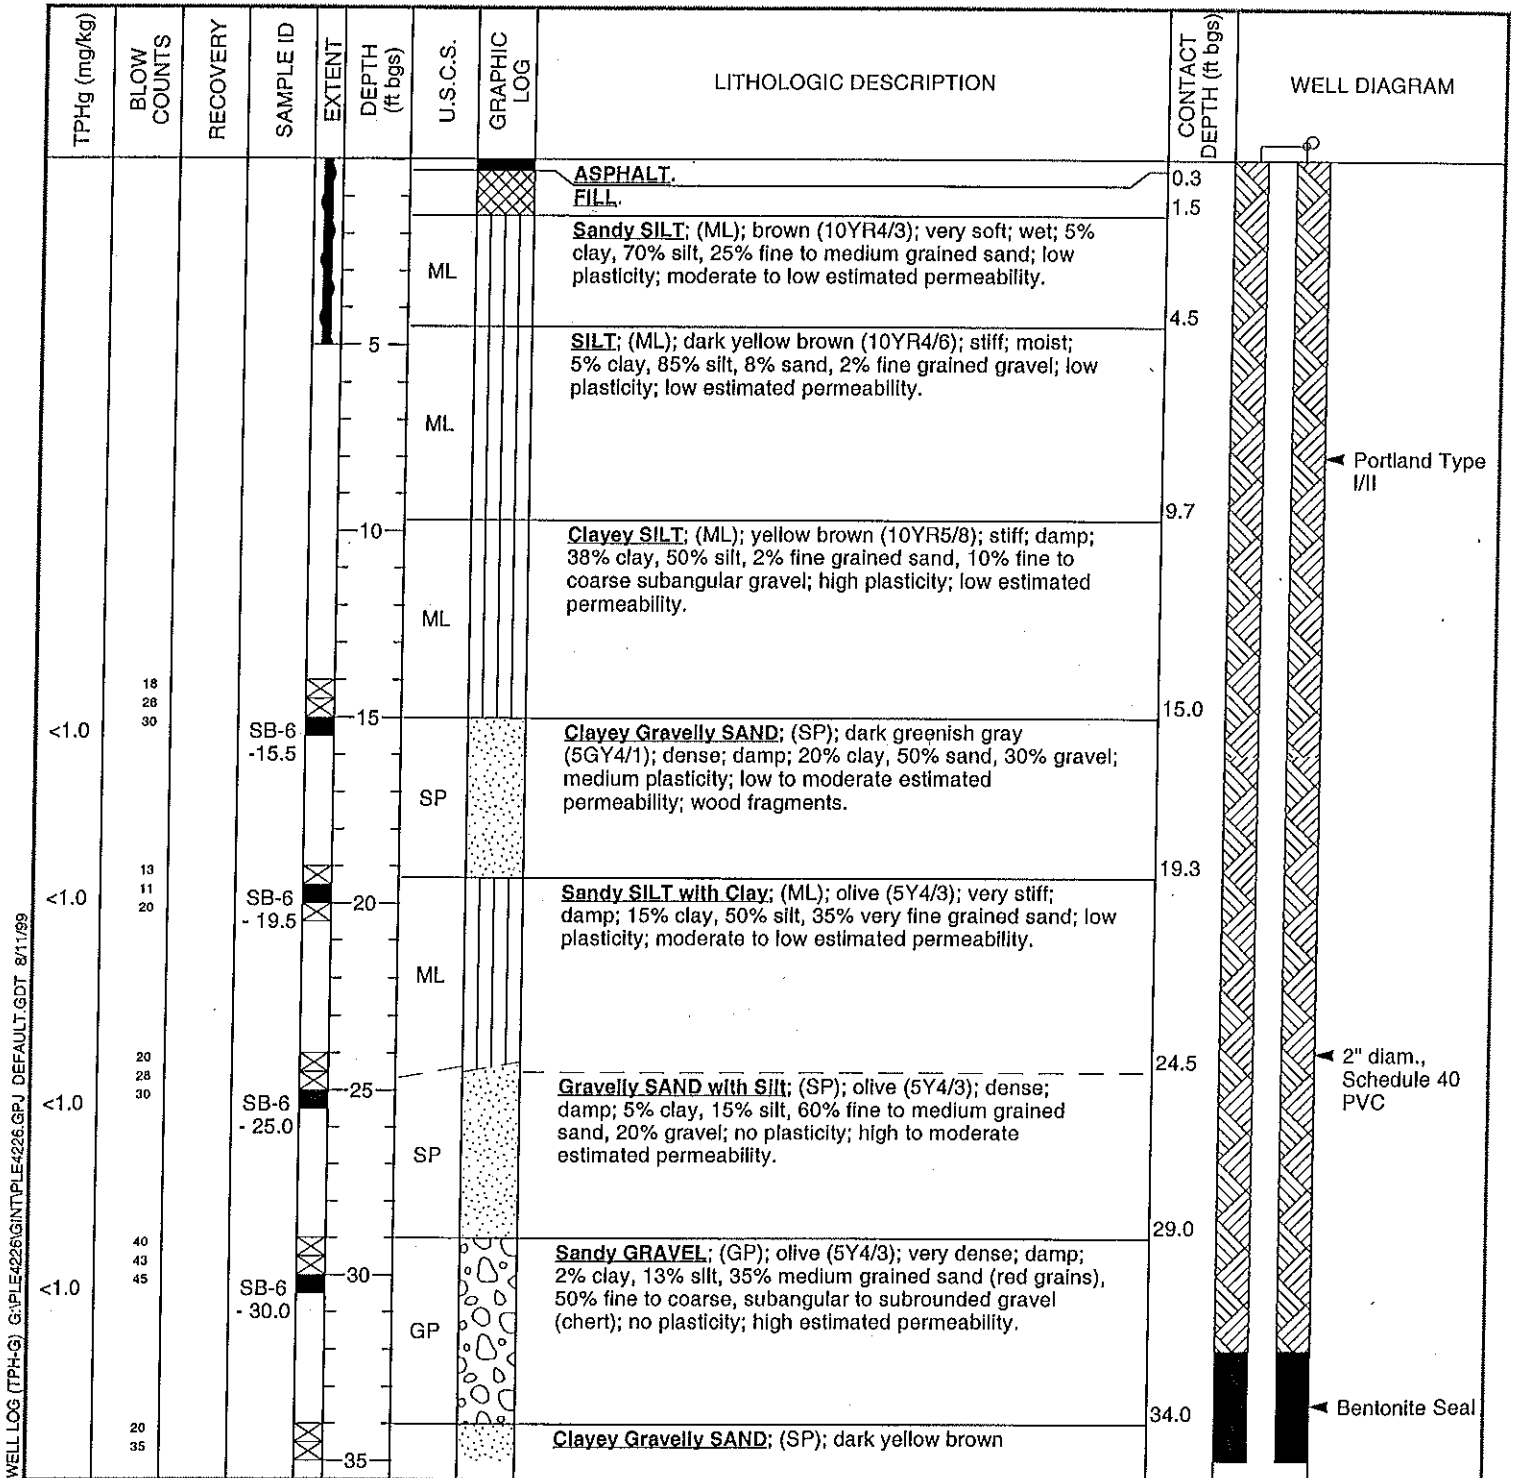 TPHg (mg/kg)
BLOW
COUNTS
RECOVERY
SAMPLE ID
EXTENT
DEPTH
(ft bgs)
U.S.C.S.
GRAPHIC
LOG
LITHOLOGIC DESCRIPTION
CONTACT
DEPTH (ft bgs)
WELL DIAGRAM
ASPHALT.
0.3
FILL.
1.5
ML
Sandy SILT; (ML); brown (10YR4/3); very soft; wet; 5%
clay, 70% silt, 25% fine to medium grained sand; low
plasticity; moderate to low estimated permeability.
4.5
5
ML
SILT; (ML); dark yellow brown (10YR4/6); stiff; moist;
5% clay, 85% silt, 8% sand, 2% fine grained gravel; low
plasticity; low estimated permeability.
Portland Type
I/II
9.7
10
ML
Clayey SILT; (ML); yellow brown (10YR5/8); stiff; damp;
38% clay, 50% silt, 2% fine grained sand, 10% fine to
coarse subangular gravel; high plasticity; low estimated
permeability.
18
28
30
<1.0
SB-6
-15.5
15
15.0
SP
Clayey Gravelly SAND; (SP); dark greenish gray
(5GY4/1); dense; damp; 20% clay, 50% sand, 30% gravel;
medium plasticity; low to moderate estimated
permeability; wood fragments.
13
11
20
<1.0
SB-6
- 19.5
19.3
20
ML
Sandy SILT with Clay; (ML); olive (5Y4/3); very stiff;
damp; 15% clay, 50% silt, 35% very fine grained sand; low
plasticity; moderate to low estimated permeability.
2" diam.,
Schedule 40
PVC
20
28
30
<1.0
SB-6
- 25.0
24.5
25
SP
Gravelly SAND with Silt; (SP); olive (5Y4/3); dense;
damp; 5% clay, 15% silt, 60% fine to medium grained
sand, 20% gravel; no plasticity; high to moderate
estimated permeability.
29.0
40
43
45
<1.0
SB-6
- 30.0
30
GP
Sandy GRAVEL; (GP); olive (5Y4/3); very dense; damp;
2% clay, 13% silt, 35% medium grained sand (red grains),
50% fine to coarse, subangular to subrounded gravel
(chert); no plasticity; high estimated permeability.
Bentonite Seal
34.0
20
35
35
Clayey Gravelly SAND; (SP); dark yellow brown
WELL LOG (TPH-G) G:\PLE4226\GINT\PLE4226.GPJ DEFAULT.GDT 8/11/99